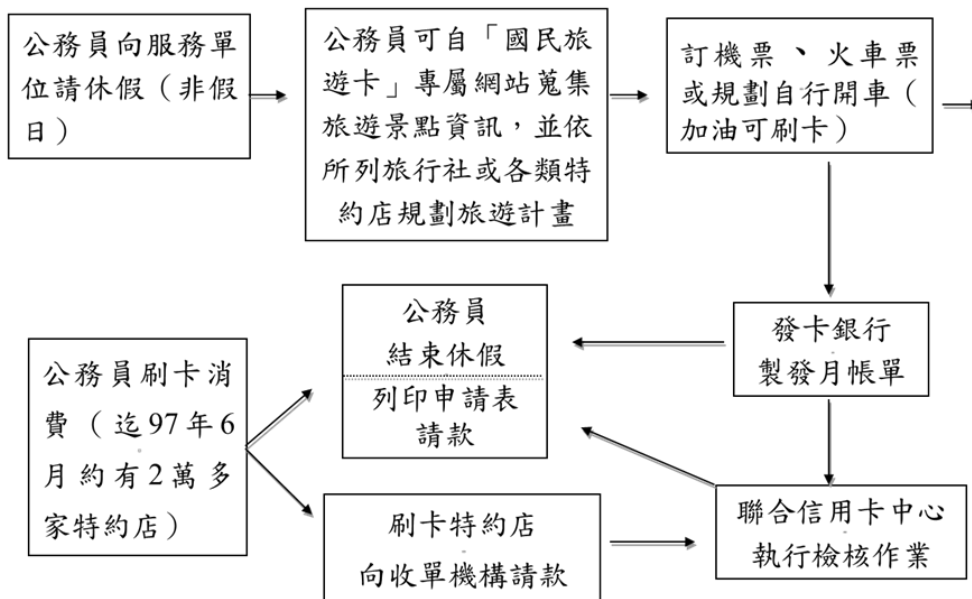 公務員向服務單
位請休假（非假
日）
公務員可自「國民旅
遊卡」專屬網站蒐集
旅遊景點資訊，並依
所列旅行社或各類特
約店規劃旅遊計畫
訂機票、火車票
或規劃自行開車（
加油可刷卡）
公務員刷卡消
費（迄97年6
月約有2萬多
家特約店）
公務員
結束休假
列印申請表
請款
發卡銀行
製發月帳單
刷卡特約店
向收單機構請款
聯合信用卡中心
執行檢核作業